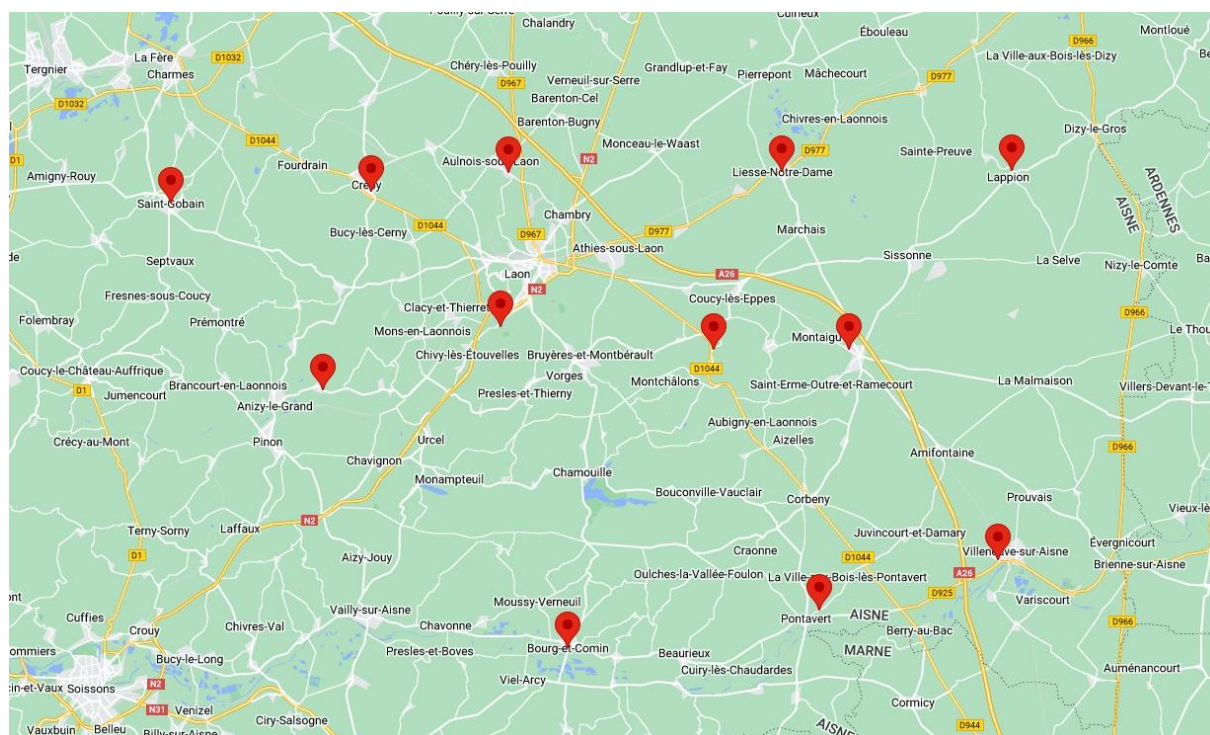 Chalandry
Ébouleau
Montloué
D966
La Fère
D1032
La Ville-aux-Bois-lès-Dizy
Tergnier
Charmes
Chéry-lès-Pouilly
Grandlup-et-Fay
Pierrepont
Mâchecourt
D977
Verneuil-sur-Serre
D967
Barenton-Cel
D1032
Barenton-Bugny
Chivres-en-Laonnois
Dizy-le-Gros
D1044
Monceau-le-Waast
D977
Sainte-Preuve
D1
Fourdrain
Aulnois-sous-Laon
N2
Amigny-Rouy
Crépy
Liesse-Notre-Dame
Lappion
ARDENNES
AISNE
Saint-Gobain
Chambry
D1044
D967
D977
Bucy-lès-Cerny
Marchais
Athies-sous-Laon
Septvaux
Sissonne
La Selve
Nizy-le-Comte
Laon
A26
N2
Fresnes-sous-Coucy
Coucy-lès-Eppes
Clacy-et-Thierret
D966
Folembray
Prémontré
Mons-en-Laonnois
Montaigu
Chivy-lès-Étouvelles
Bruyères-et-Montbérault
D1044
Coucy-le-Château-Auffrique
Vorges
Montchâlons
Saint-Erme-Outre-et-Ramecourt
La Malmaison
Brancourt-en-Laonnois
D1
Jumencourt
Presles-et-Thierny
Anizy-le-Grand
Aubigny-en-Laonnois
Crécy-au-Mont
Pinon
Urcel
Aizelles
D966
Amifontaine
Chavignon
Monampteuil
Chamouille
Bouconville-Vauclair
Corbeny
Prouvais
N2
Terny-Sorny
Laffaux
Juvincourt-et-Damary
Évergnicourt
D1
Aizy-Jouy
Craonne
D1044
Villeneuve-sur-Aisne
Brienne-sur-Aisne
Oulches-la-Vallée-Foulon
La Ville-aux-Bois-lès-Pontavert
A26
D925
Moussy-Verneuil
Variscourt
Vailly-sur-Aisne
Pontavert
AISNE
Cuffies
D966
Crouy
Chivres-Val
Chavonne
Berry-au-Bac
Bourg-et-Comin
MARNE
Presles-et-Boves
Beaurieux
Bucy-le-Long
Cuiry-lès-Chaudardes
Auménancourt
Viel-Arcy
Soissons
N2
Cormicy
N31
Venizel
Ciry-Salsogne
AISNE
D944
Vauxbuin
Belleu
Billy-sur-Aisne